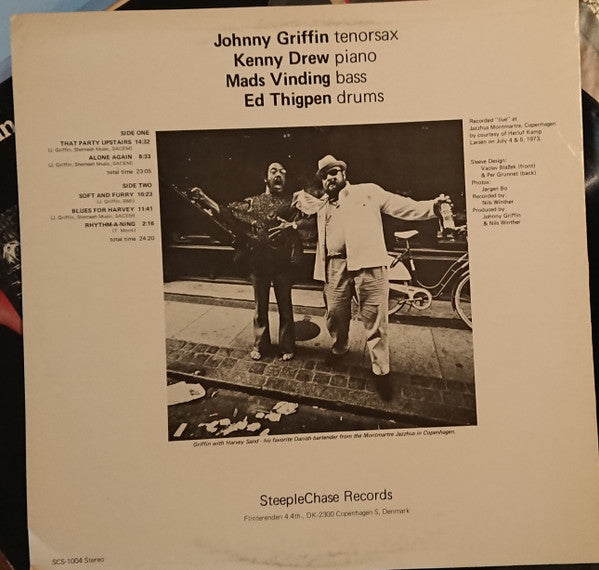 Johnny Griffin tenorsax
Kenny Drew piano
Mads Vinding bass
Ed Thigpen drums
SIDE ONE
THAT PARTY UPSTAIRS 14:32
(J. Griffin, Shemeeh Music, SACEM)
ALONE AGAIN 8:33
(J. Griffin, Shemeeh Music, SACEM)
total time 23:05
SIDE TWO
SOFT AND FURRY 10:23
(J. Griffin, BMI)
BLUES FOR HARVEY 11:41
(J. Griffin, Shemeeh Music, SACEM)
RHYTHM-A-NING 2:16
(T. Monk)
total time 24:20
Recorded "live" at
Jazzhus Montmartre, Copenhagen
by courtesy of Herluf Kamp
Larsen on July 4 & 5, 1973.
Sleeve Design:
Vaclav Blažek (front)
& Per Grunnet (back)
Photos:
Jørgen Bo
Recorded by:
Nils Winther
Produced by:
Johnny Griffin
& Nils Winther
Griffin with Harvey Sand - his favorite Danish bartender from the Montmartre Jazzhus in Copenhagen.
SteepleChase Records
Flinterenden 4.4th., DK-2300 Copenhagen S, Denmark
SCS-1004 Stereo